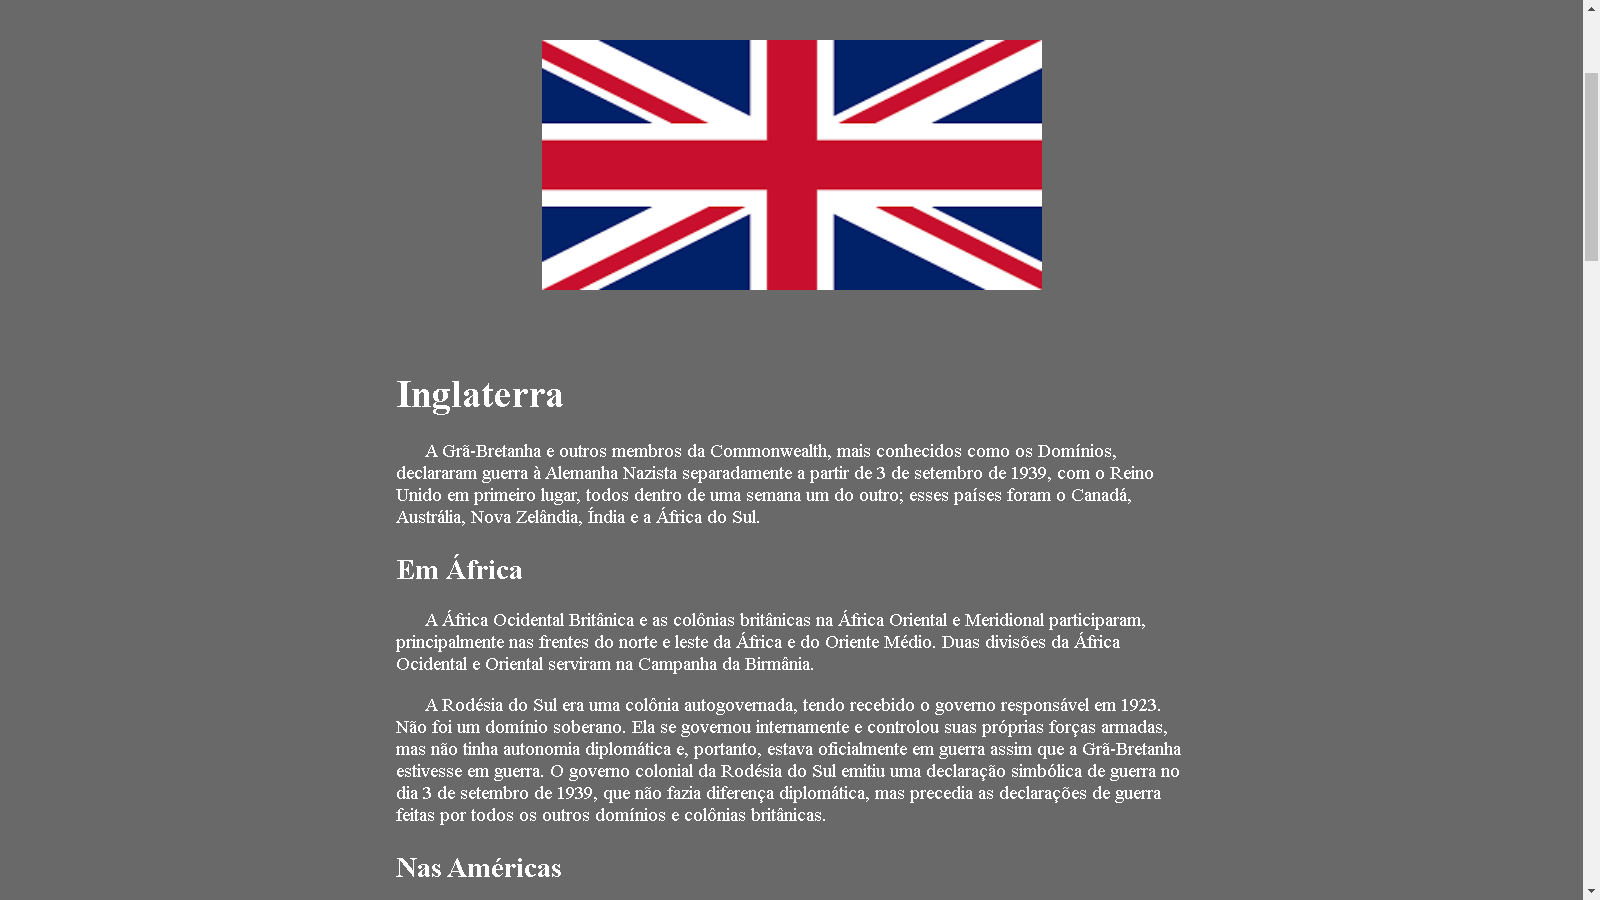 Inglaterra
A Grã-Bretanha e outros membros da Commonwealth, mais conhecidos como os Domínios,
declararam guerra à Alemanha Nazista separadamente a partir de 3 de setembro de 1939, com o Reino
Unido em primeiro lugar, todos dentro de uma semana um do outro; esses países foram o Canadá,
Austrália, Nova Zelândia, Índia e a África do Sul.
Em África
A África Ocidental Britânica e as colônias britânicas na África Oriental e Meridional participaram,
principalmente nas frentes do norte e leste da África e do Oriente Médio. Duas divisões da África
Ocidental e Oriental serviram na Campanha da Birmânia.
A Rodésia do Sul era uma colônia autogovernada, tendo recebido o governo responsável em 1923.
Não foi um domínio soberano. Ela se governou internamente e controlou suas próprias forças armadas,
mas não tinha autonomia diplomática e, portanto, estava oficialmente em guerra assim que a Grã-Bretanha
estivesse em guerra. O governo colonial da Rodésia do Sul emitiu uma declaração simbólica de guerra no
dia 3 de setembro de 1939, que não fazia diferença diplomática, mas precedia as declarações de guerra
feitas por todos os outros domínios e colônias britânicas.
Nas Américas